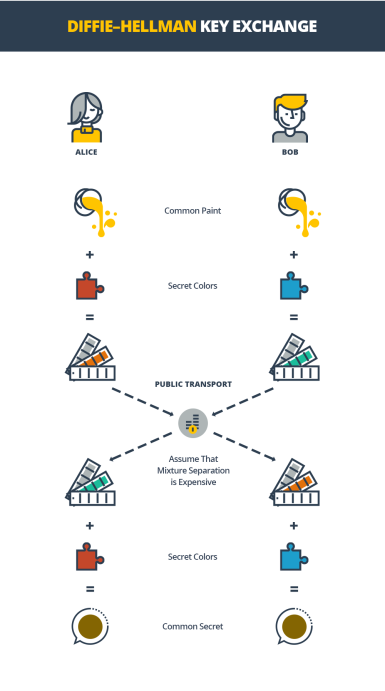 DIFFIE–HELLMAN KEY EXCHANGE
ALICE
BOB
Common Paint
+
+
Secret Colors
=
=
PUBLIC TRANSPORT
Assume That
Mixture Separation
is Expensive
+
+
Secret Colors
=
=
Common Secret